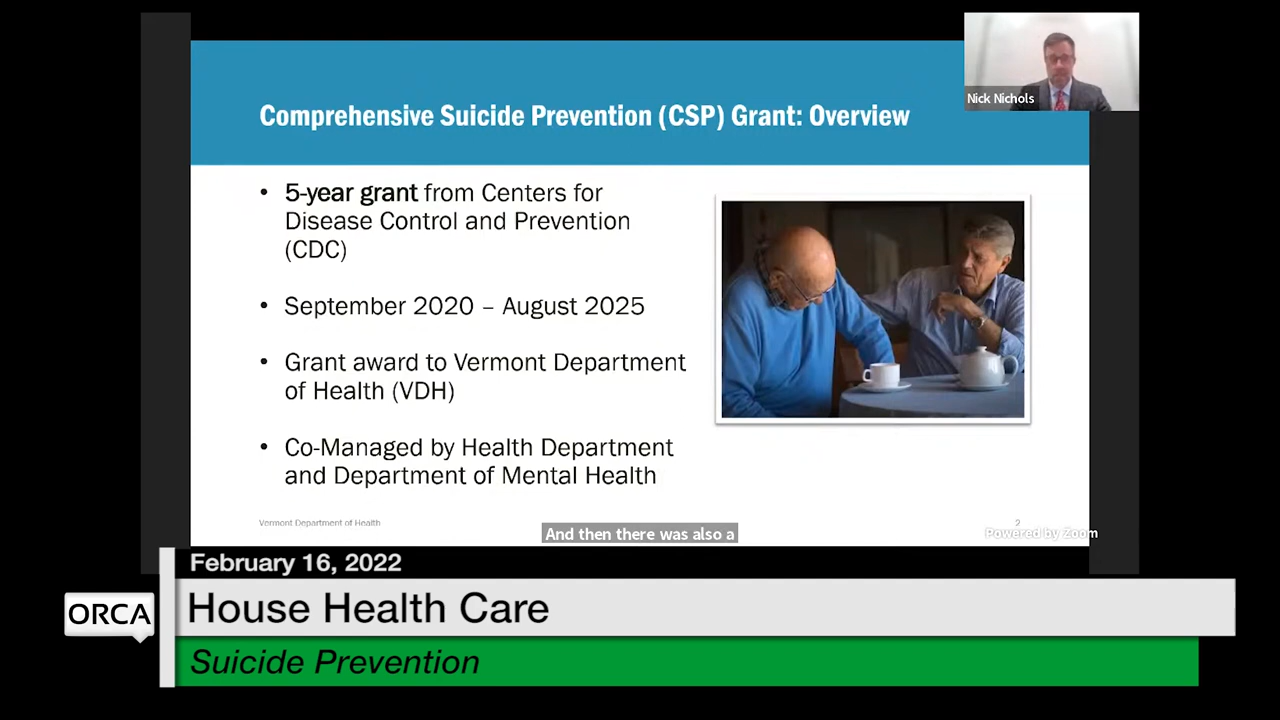 Nick Nichols
Comprehensive Suicide Prevention (CSP) Grant: Overview
• 5-year grant from Centers for
Disease Control and Prevention
(CDC)
• September 2020 – August 2025
• Grant award to Vermont Department
of Health (VDH)
• Co-Managed by Health Department
and Department of Mental Health
Vermont Department of Health
2
And then there was also a
Powered by Zoom
February 16, 2022
ORCA
House Health Care
Suicide Prevention